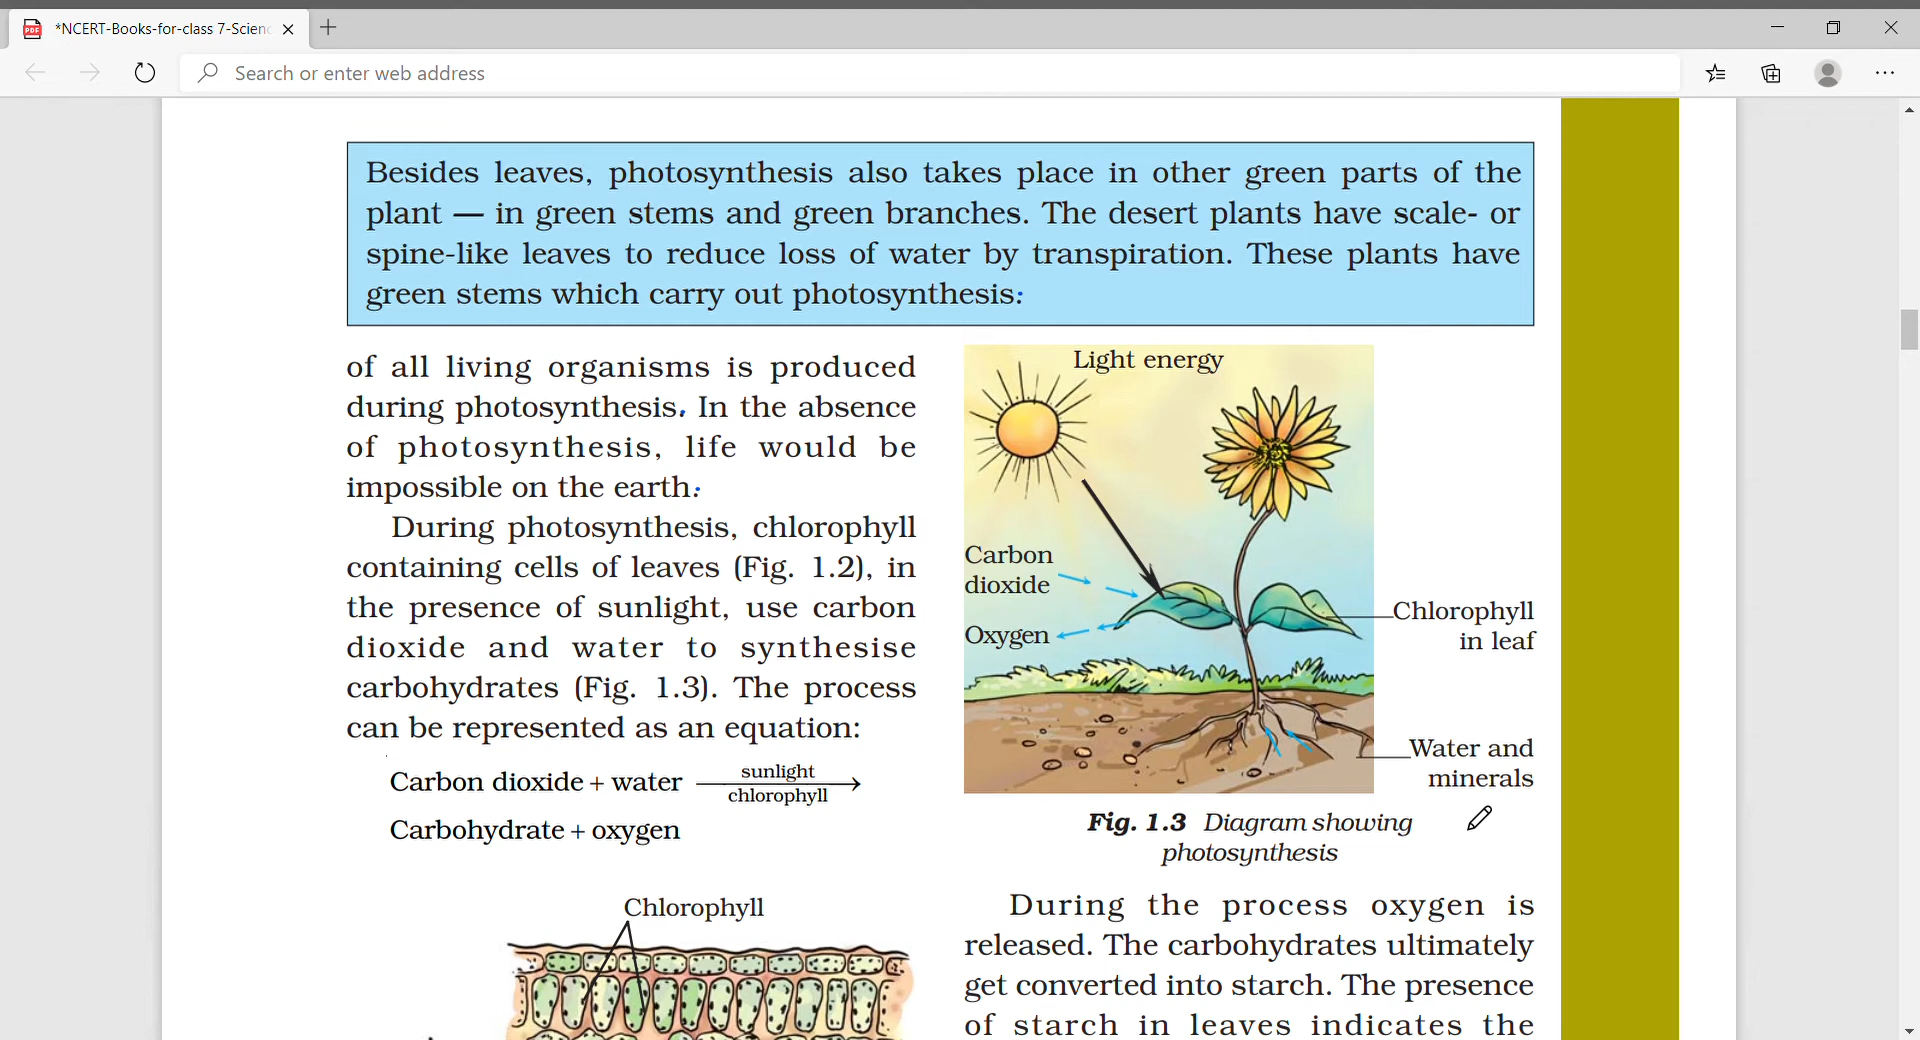 *NCERT-Books-for-class 7-Scien
Search or enter web address
Besides leaves, photosynthesis also takes place in other green parts of the
plant — in green stems and green branches. The desert plants have scale- or
spine-like leaves to reduce loss of water by transpiration. These plants have
green stems which carry out photosynthesis.
of all living organisms is produced
during photosynthesis. In the absence
of photosynthesis, life would be
impossible on the earth.
During photosynthesis, chlorophyll
containing cells of leaves (Fig. 1.2), in
the presence of sunlight, use carbon
dioxide and water to synthesise
carbohydrates (Fig. 1.3). The process
can be represented as an equation:
Carbon dioxide + water sunlight
chlorophyll
Carbohydrate + oxygen
Chlorophyll
Light energy
Carbon
dioxide
Oxygen
Chlorophyll
in leaf
Water and
minerals
Fig. 1.3 Diagram showing
photosynthesis
During the process oxygen is
released. The carbohydrates ultimately
get converted into starch. The presence
of starch in leaves indicates the